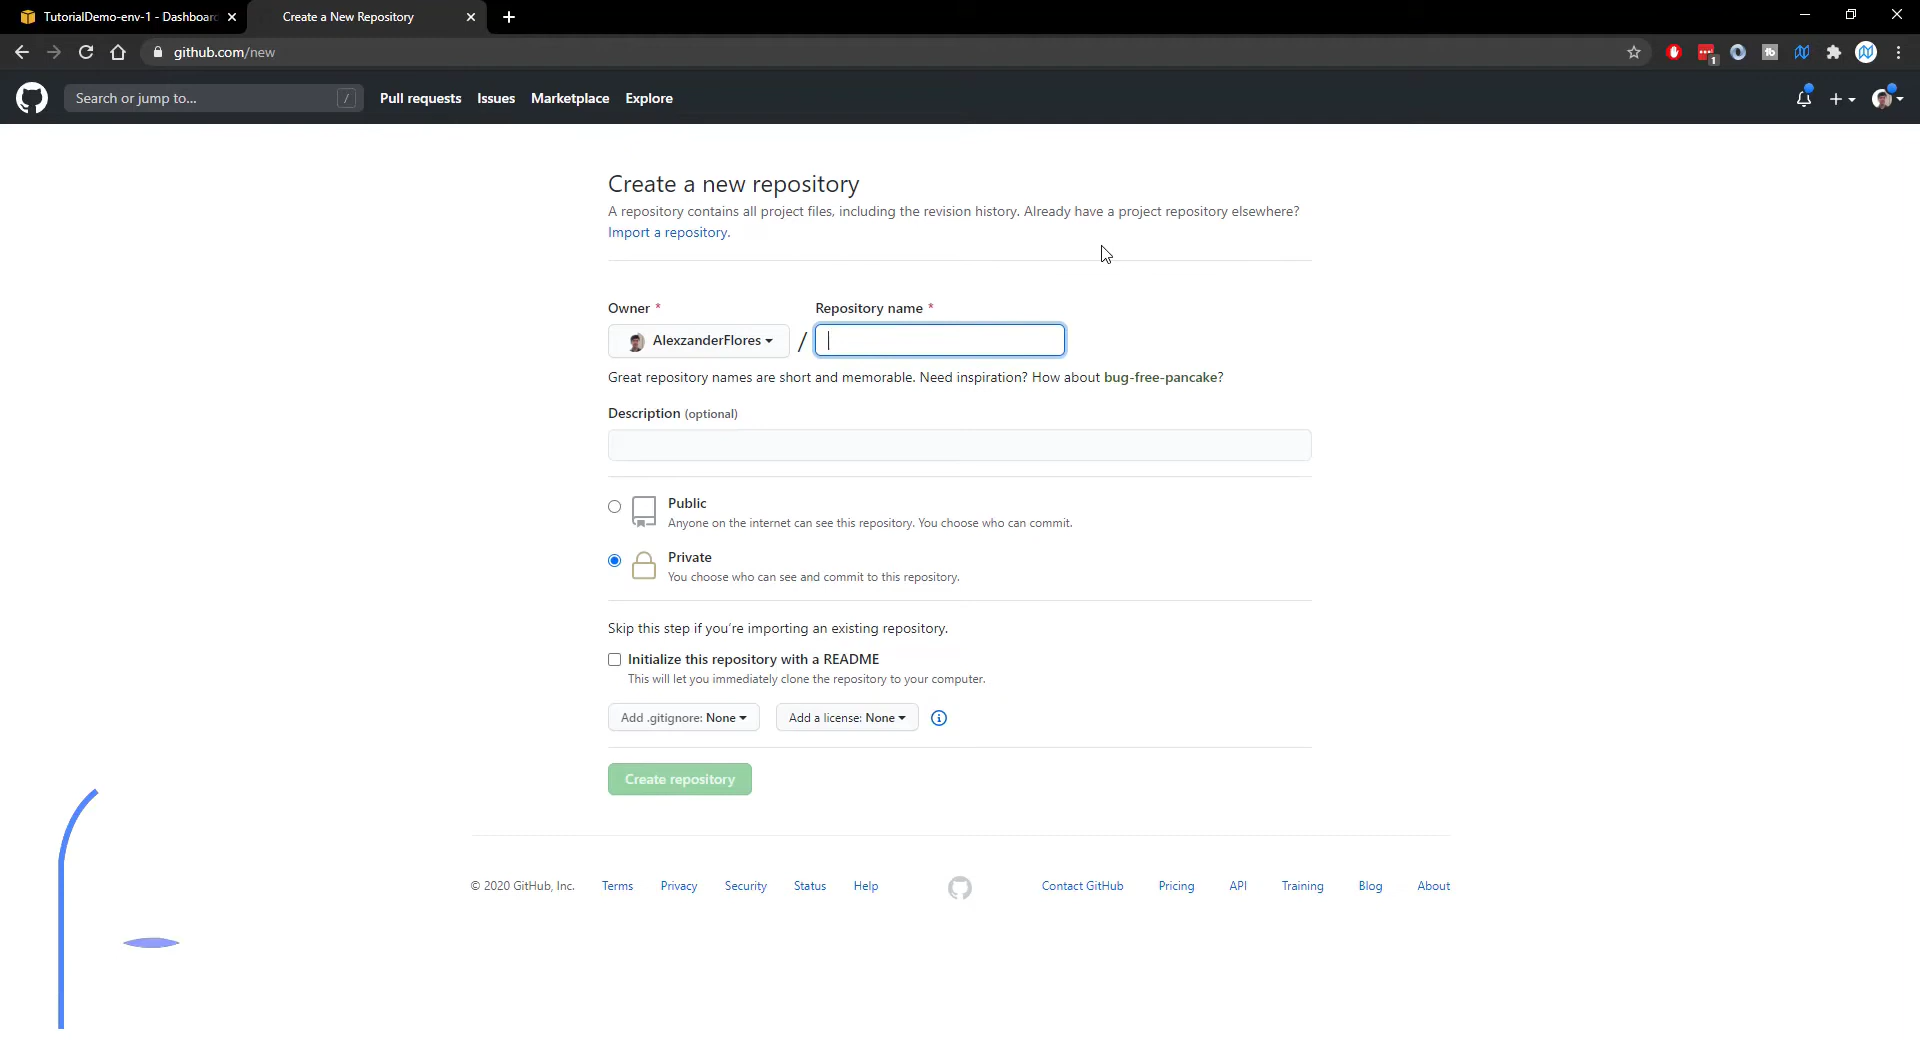 TutorialDemo-env-1 - Dashboar
Create a New Repository
github.com/new
1
Search or jump to...
/
Pull requests
Issues
Marketplace
Explore
Create a new repository
A repository contains all project files, including the revision history. Already have a project repository elsewhere?
Import a repository.
Owner *
Repository name *
AlexzanderFlores
/
Great repository names are short and memorable. Need inspiration? How about bug-free-pancake?
Description (optional)
Public
Anyone on the internet can see this repository. You choose who can commit.
Private
You choose who can see and commit to this repository.
Skip this step if you're importing an existing repository.
Initialize this repository with a README
This will let you immediately clone the repository to your computer.
Add .gitignore: None
Add a license: None
Create repository
© 2020 GitHub, Inc.
Terms
Privacy
Security
Status
Help
Contact GitHub
Pricing
API
Training
Blog
About